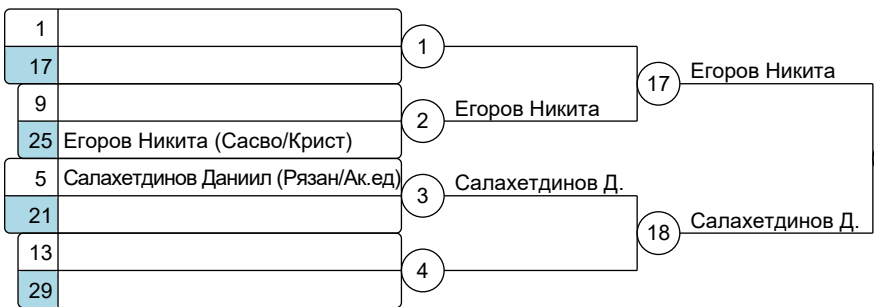 1
1
17
17
Егоров Никита
9
2
Егоров Никита
25
Егоров Никита (Сасво/Крист)
5
Салахетдинов Даниил (Рязан/Ак.ед)
3
Салахетдинов Д.
21
18
Салахетдинов Д.
13
4
29